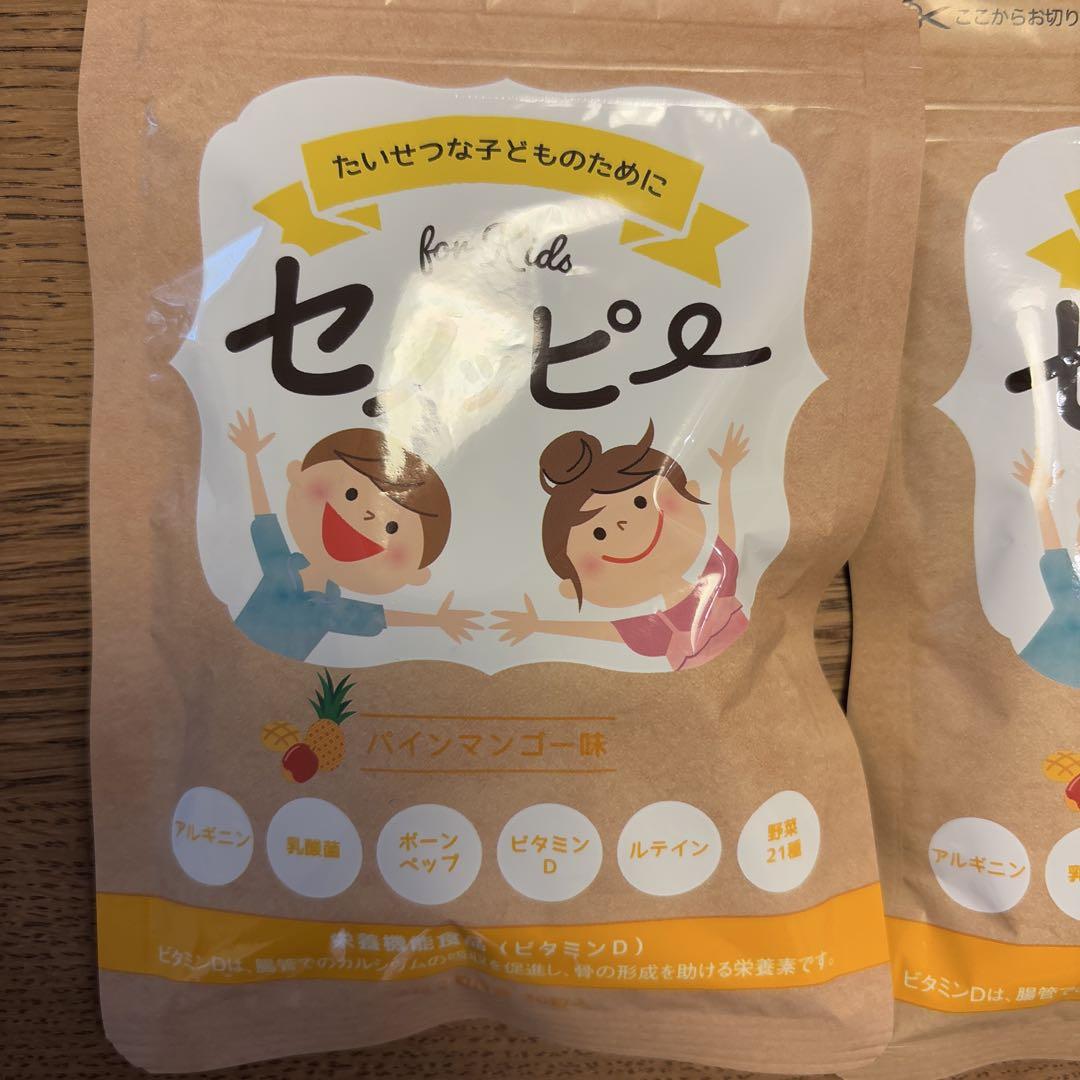 ここからお切り
たいせつな子どものために
for Kids
セ ピー
パインマンゴー味
アルギニン
乳酸菌
ボーン
ペップ
ビタミン
D
ルテイン
野菜
21種
栄養機能食品(ビタミンD)
ビタミンDは、腸管でのカルシウムの吸収を促進し、骨の形成を助ける栄養素です。
アルギニン
乳
ビタミンDは、腸管で